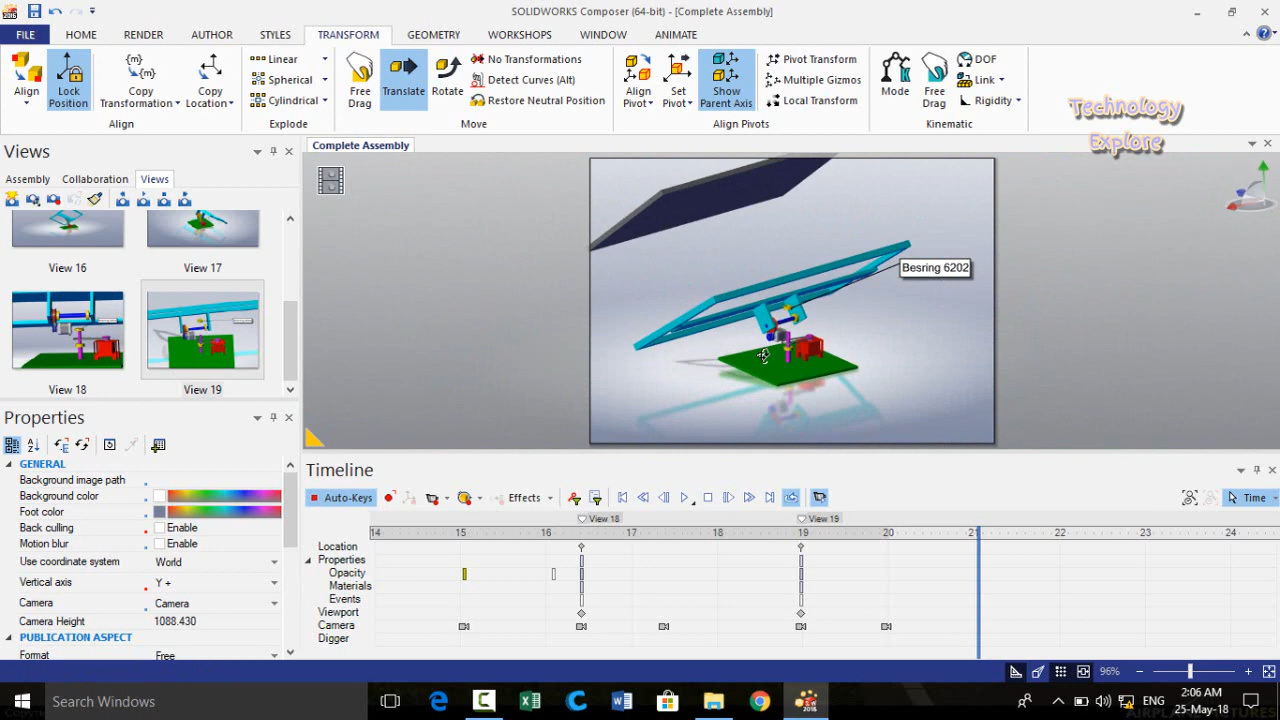 SOLIDWORKS Composer (64-bit) - [Complete Assembly]
FILE HOME RENDER AUTHOR STYLES TRANSFORM GEOMETRY WORKSHOPS WINDOW ANIMATE
Align
Lock Position
Copy Transformation
Copy Location
Align
Linear
Spherical
Cylindrical
Explode
Free Drag
Translate
Rotate
No Transformations
Detect Curves (Alt)
Restore Neutral Position
Move
Align Pivot
Set Pivot
Show Parent Axis
Pivot Transform
Multiple Gizmos
Local Transform
Align Pivots
Mode
Free Drag
DOF
Link
Rigidity
Kinematic
Technology
Explore
Views
Assembly Collaboration Views
View 16 View 17
View 18 View 19
Complete Assembly
Besring 6202
Properties
GENERAL
Background image path
Background color
Foot color
Back culling Enable
Motion blur Enable
Use coordinate system World
Vertical axis Y +
Camera Camera
Camera Height 1088.430
PUBLICATION ASPECT
Format Free
Timeline
Auto-Keys Effects Time
View 18 View 19
14 15 16 17 18 19 20 21 22 23 24
Location
Properties
Opacity
Materials
Events
Viewport
Camera
Digger
96%
Search Windows
ENG
2:06 AM
25-May-18